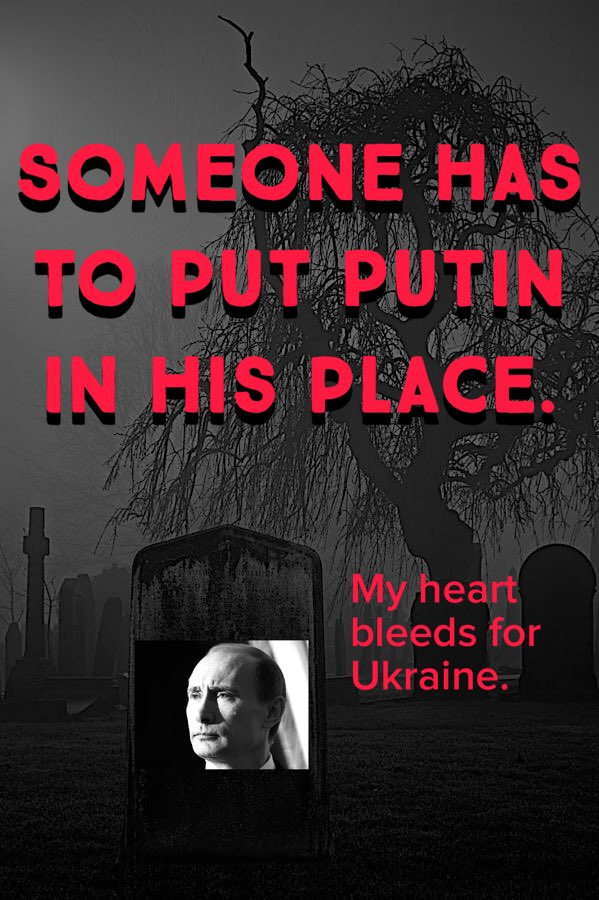 SOMEONE HAS
TO PUT PUTIN
IN HIS PLACE.
My heart
bleeds for
Ukraine.